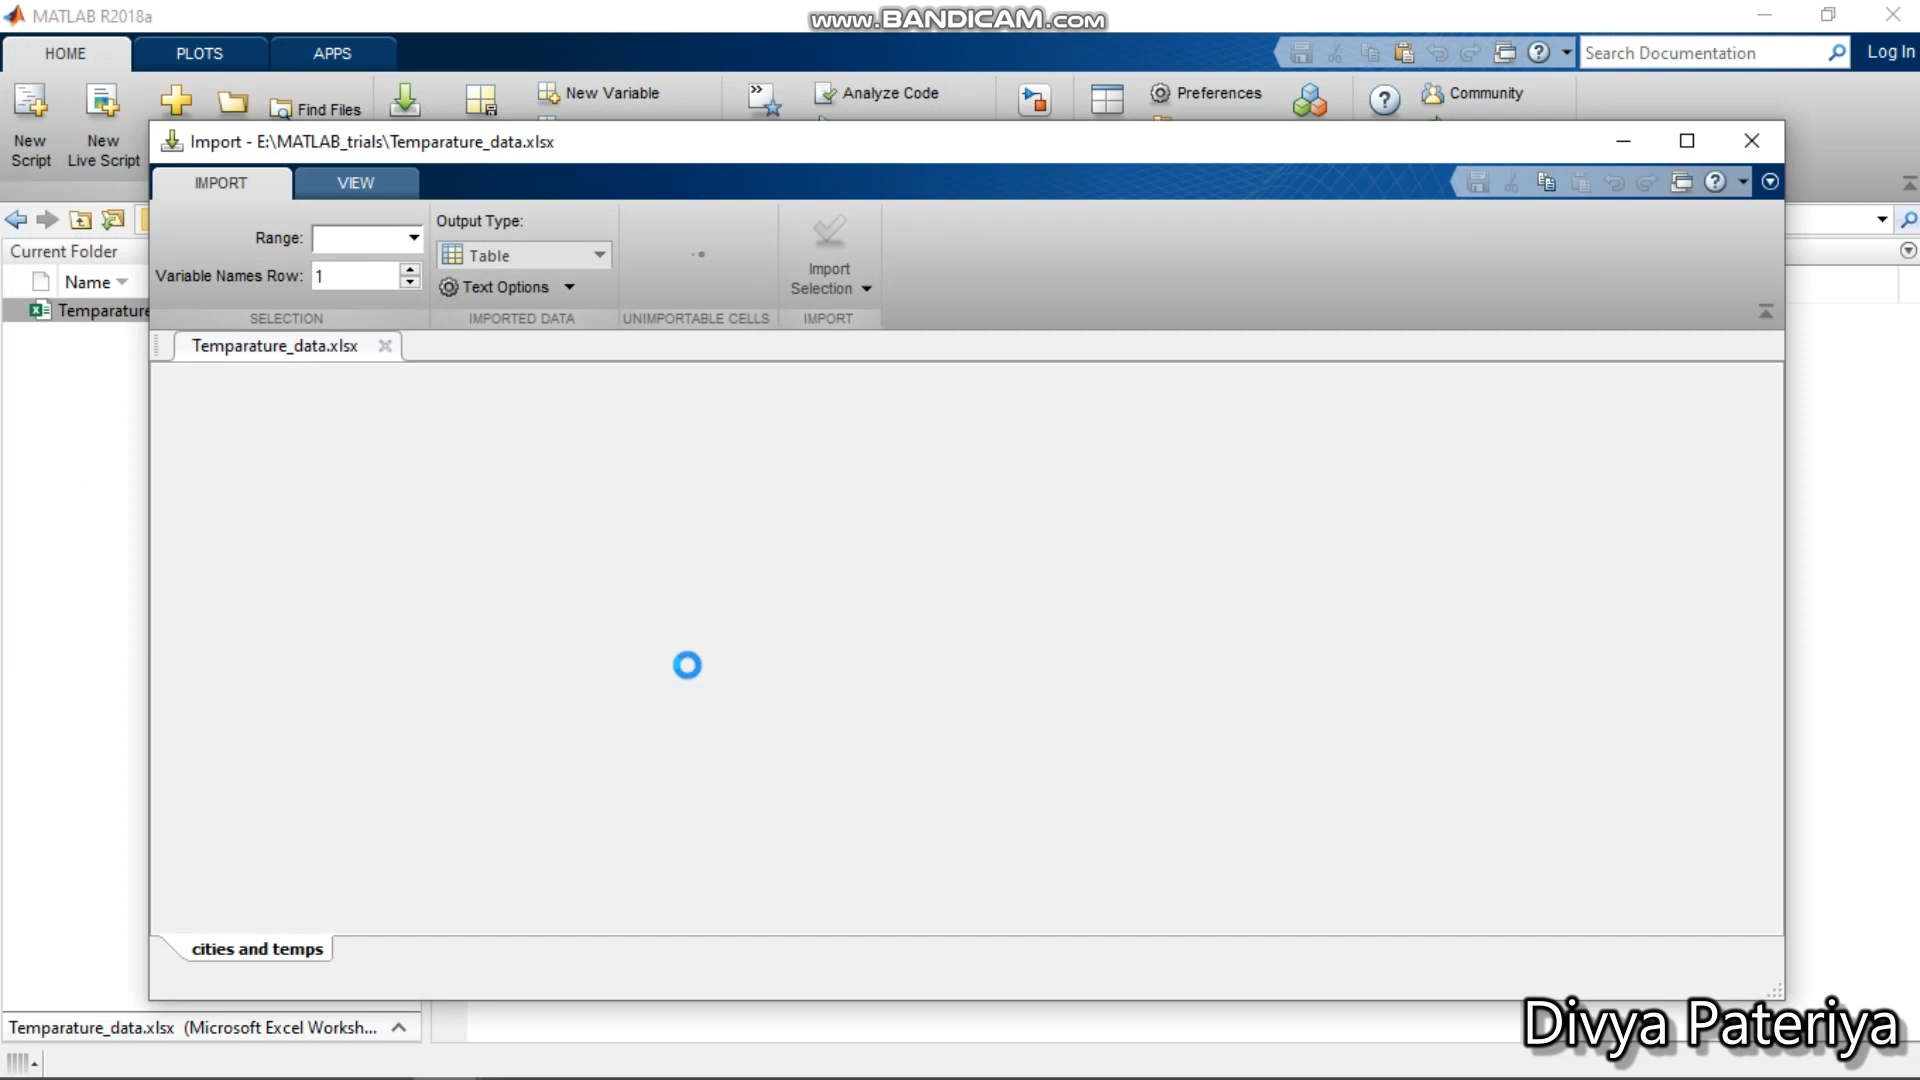 MATLAB R2018a
www.BANDICAM.com
HOME
PLOTS
APPS
Search Documentation
Log In
New Script
New Live Script
Find Files
New Variable
Analyze Code
Preferences
Community
Import - E:\MATLAB_trials\Temparature_data.xlsx
IMPORT
VIEW
Range:
Variable Names Row: 1
Output Type:
Table
Text Options
Import Selection
SELECTION
IMPORTED DATA
UNIMPORTABLE CELLS
IMPORT
Current Folder
Name
Temparature
Temparature_data.xlsx
cities and temps
Temparature_data.xlsx (Microsoft Excel Worksh...
Divya Pateriya